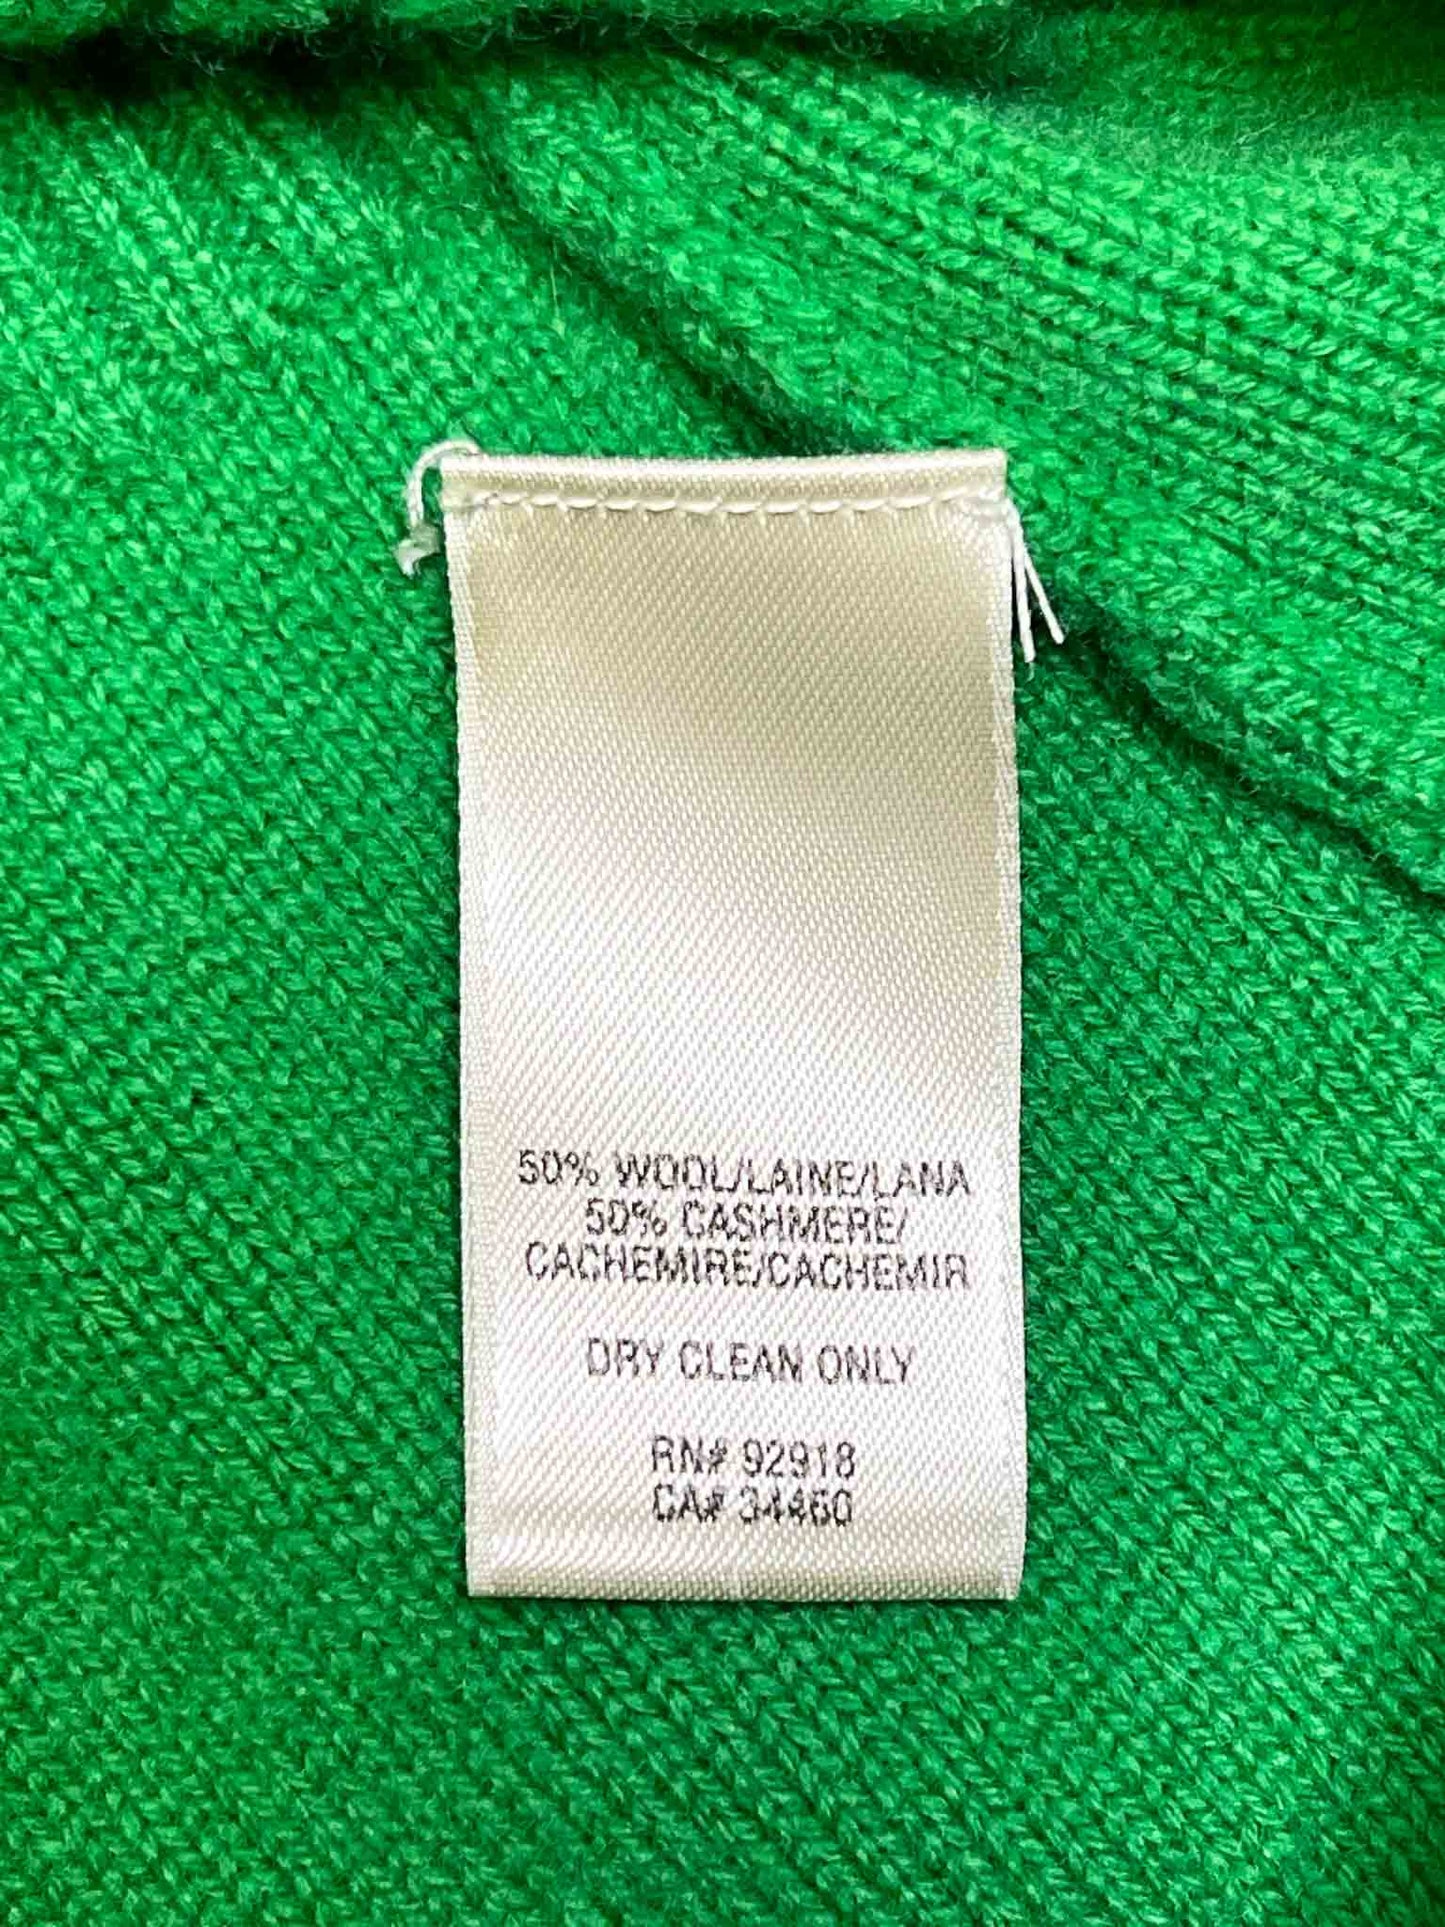 50% WOOL/LAINE/LANA
50% CASHMERE/
CACHEMIRE/CACHEMIR
DRY CLEAN ONLY
RN# 92918
CA# 34460